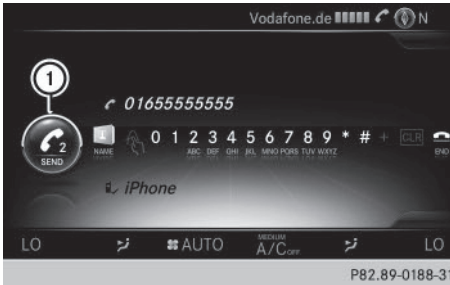 Vodafone.de N
1
01655555555
2 SEND
NAME 0 1 2 3 4 5 6 7 8 9 * # + CLR END
ABC DEF GHI JKL MNO PQRS TUV WXYZ
iPhone
LO AUTO MEDIUM A/C OFF LO
P82.89-0188-31